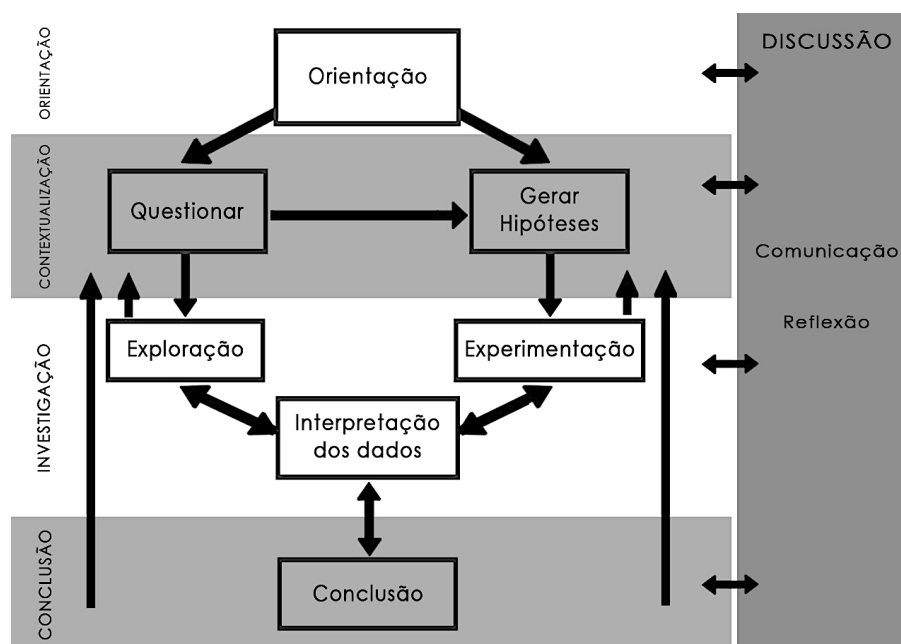 ORIENTAÇÃO
Orientação
DISCUSSÃO
CONTEXTUALIZAÇÃO
Questionar
Gerar
Hipóteses
Comunicação
Reflexão
INVESTIGAÇÃO
Exploração
Experimentação
Interpretação
dos dados
CONCLUSÃO
Conclusão